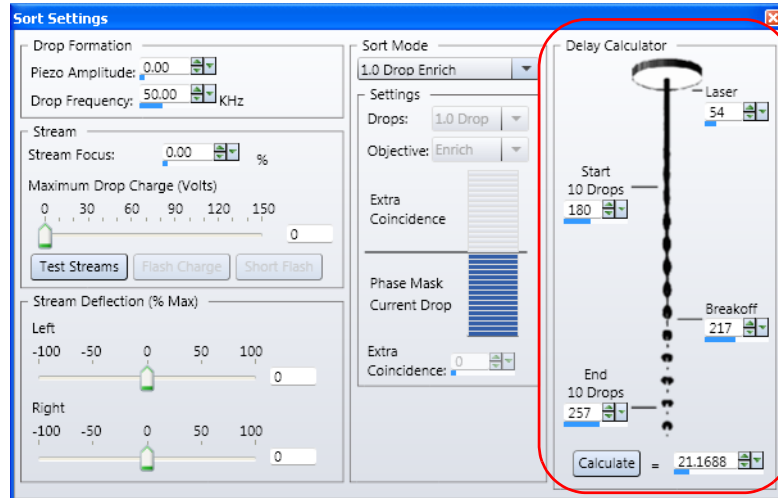 Sort Settings
Drop Formation
Piezo Amplitude: 0.00
Drop Frequency: 50.00 KHz
Stream
Stream Focus: 0.00 %
Maximum Drop Charge (Volts)
0 30 60 90 120 150
0
Test Streams Flash Charge Short Flash
Stream Deflection (% Max)
Left
-100 -50 0 50 100
0
Right
-100 -50 0 50 100
0
Sort Mode
1.0 Drop Enrich
Settings
Drops: 1.0 Drop
Objective: Enrich
Extra
Coincidence
Phase Mask
Current Drop
Extra
Coincidence: 0
Delay Calculator
Laser
54
Start
10 Drops
180
Breakoff
217
End
10 Drops
257
Calculate = 21.1688